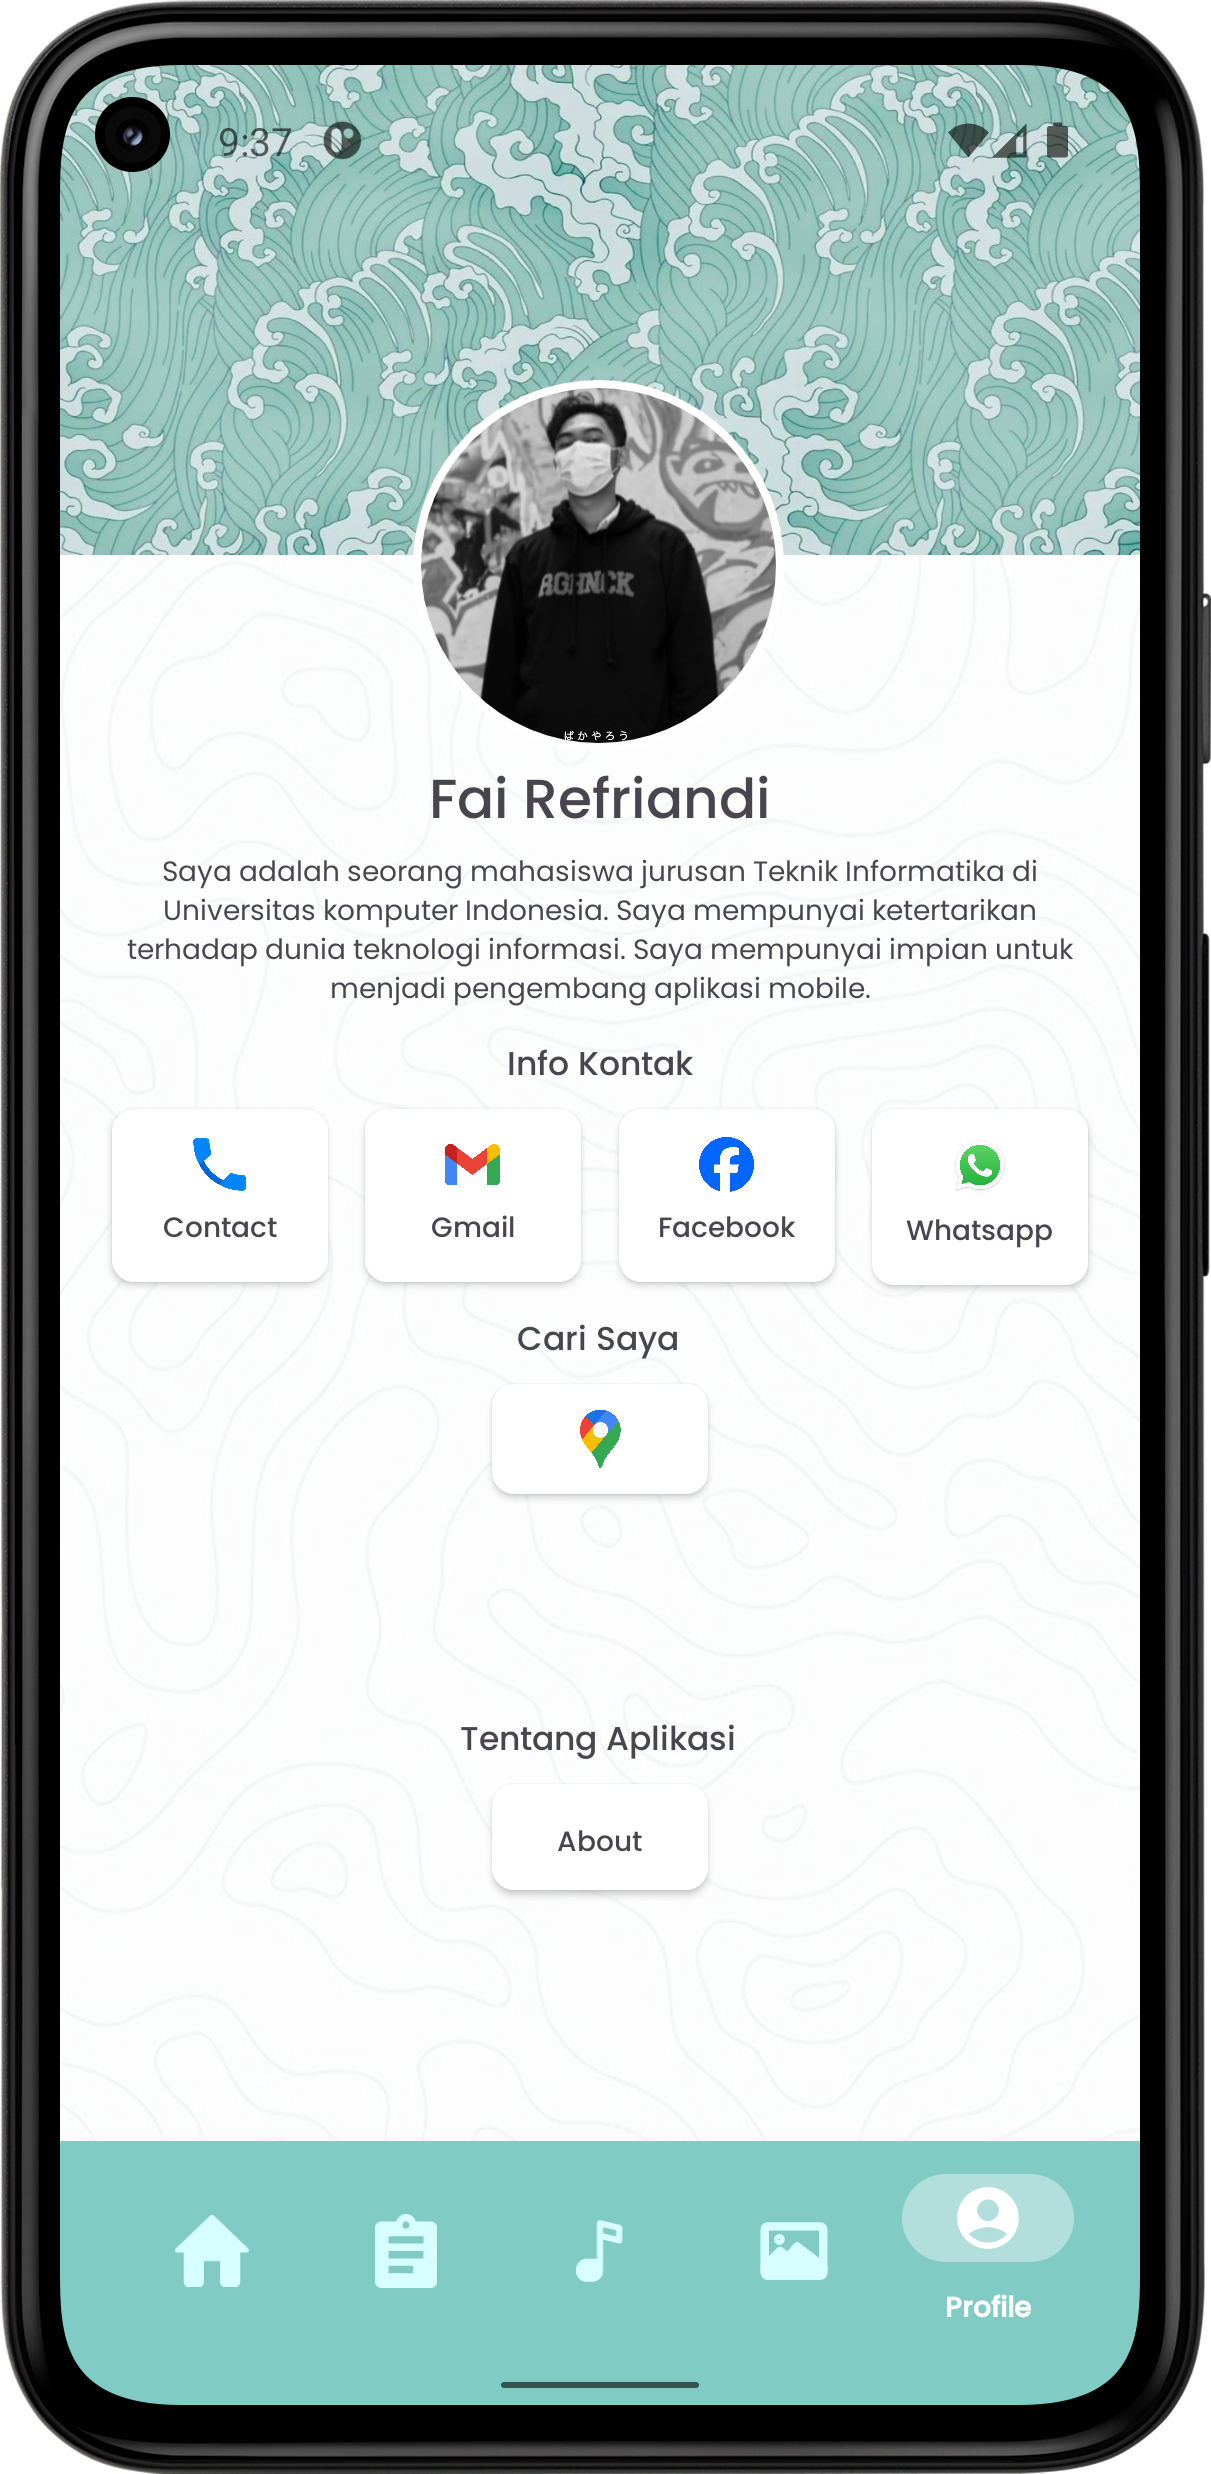 9:37
RGHNCK
ばかやろう
Fai Refriandi
Saya adalah seorang mahasiswa jurusan Teknik Informatika di
Universitas komputer Indonesia. Saya mempunyai ketertarikan
terhadap dunia teknologi informasi. Saya mempunyai impian untuk
menjadi pengembang aplikasi mobile.
Info Kontak
Contact
Gmail
Facebook
Whatsapp
Cari Saya
Tentang Aplikasi
About
Profile